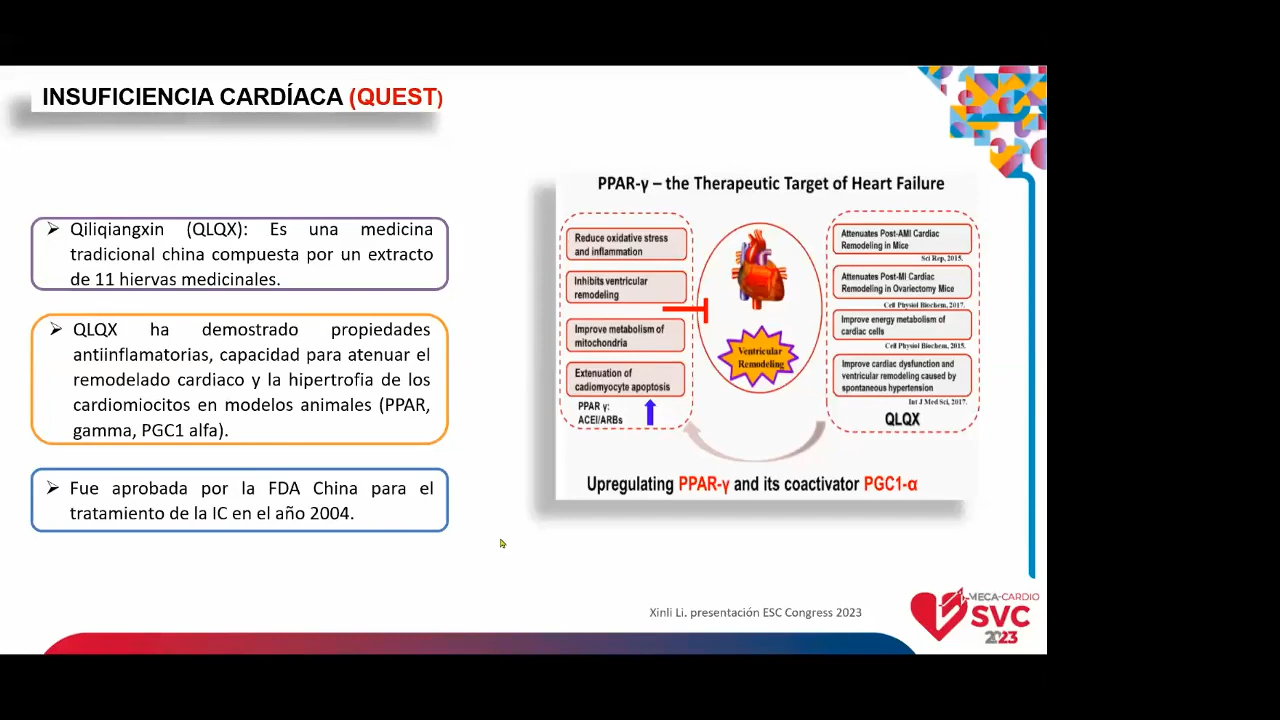 INSUFICIENCIA CARDÍACA (QUEST)
➢ Qiliqiangxin (QLQX): Es una medicina
tradicional china compuesta por un extracto
de 11 hiervas medicinales.
➢ QLQX ha demostrado propiedades
antiinflamatorias, capacidad para atenuar el
remodelado cardiaco y la hipertrofia de los
cardiomiocitos en modelos animales (PPAR,
gamma, PGC1 alfa).
➢ Fue aprobada por la FDA China para el
tratamiento de la IC en el año 2004.
PPAR-γ – the Therapeutic Target of Heart Failure
Reduce oxidative stress
and inflammation
Inhibits ventricular
remodeling
Improve metabolism of
mitochondria
Extenuation of
cadiomyocyte apoptosis
PPAR γ:
ACEI/ARBs
Ventricular
Remodeling
Attenuates Post-AMI Cardiac
Remodeling in Mice
Sci Rep, 2015.
Attenuates Post-MI Cardiac
Remodeling in Ovariectomy Mice
Cell Physiol Biochem, 2017.
Improve energy metabolism of
cardiac cells
Cell Physiol Biochem, 2015.
Improve cardiac dysfunction and
ventricular remodeling caused by
spontaneous hypertension
Int J Med Sci, 2017.
QLQX
Upregulating PPAR-γ and its coactivator PGC1-α
Xinli Li. presentación ESC Congress 2023
MECA-CARDIO
SVC
2023